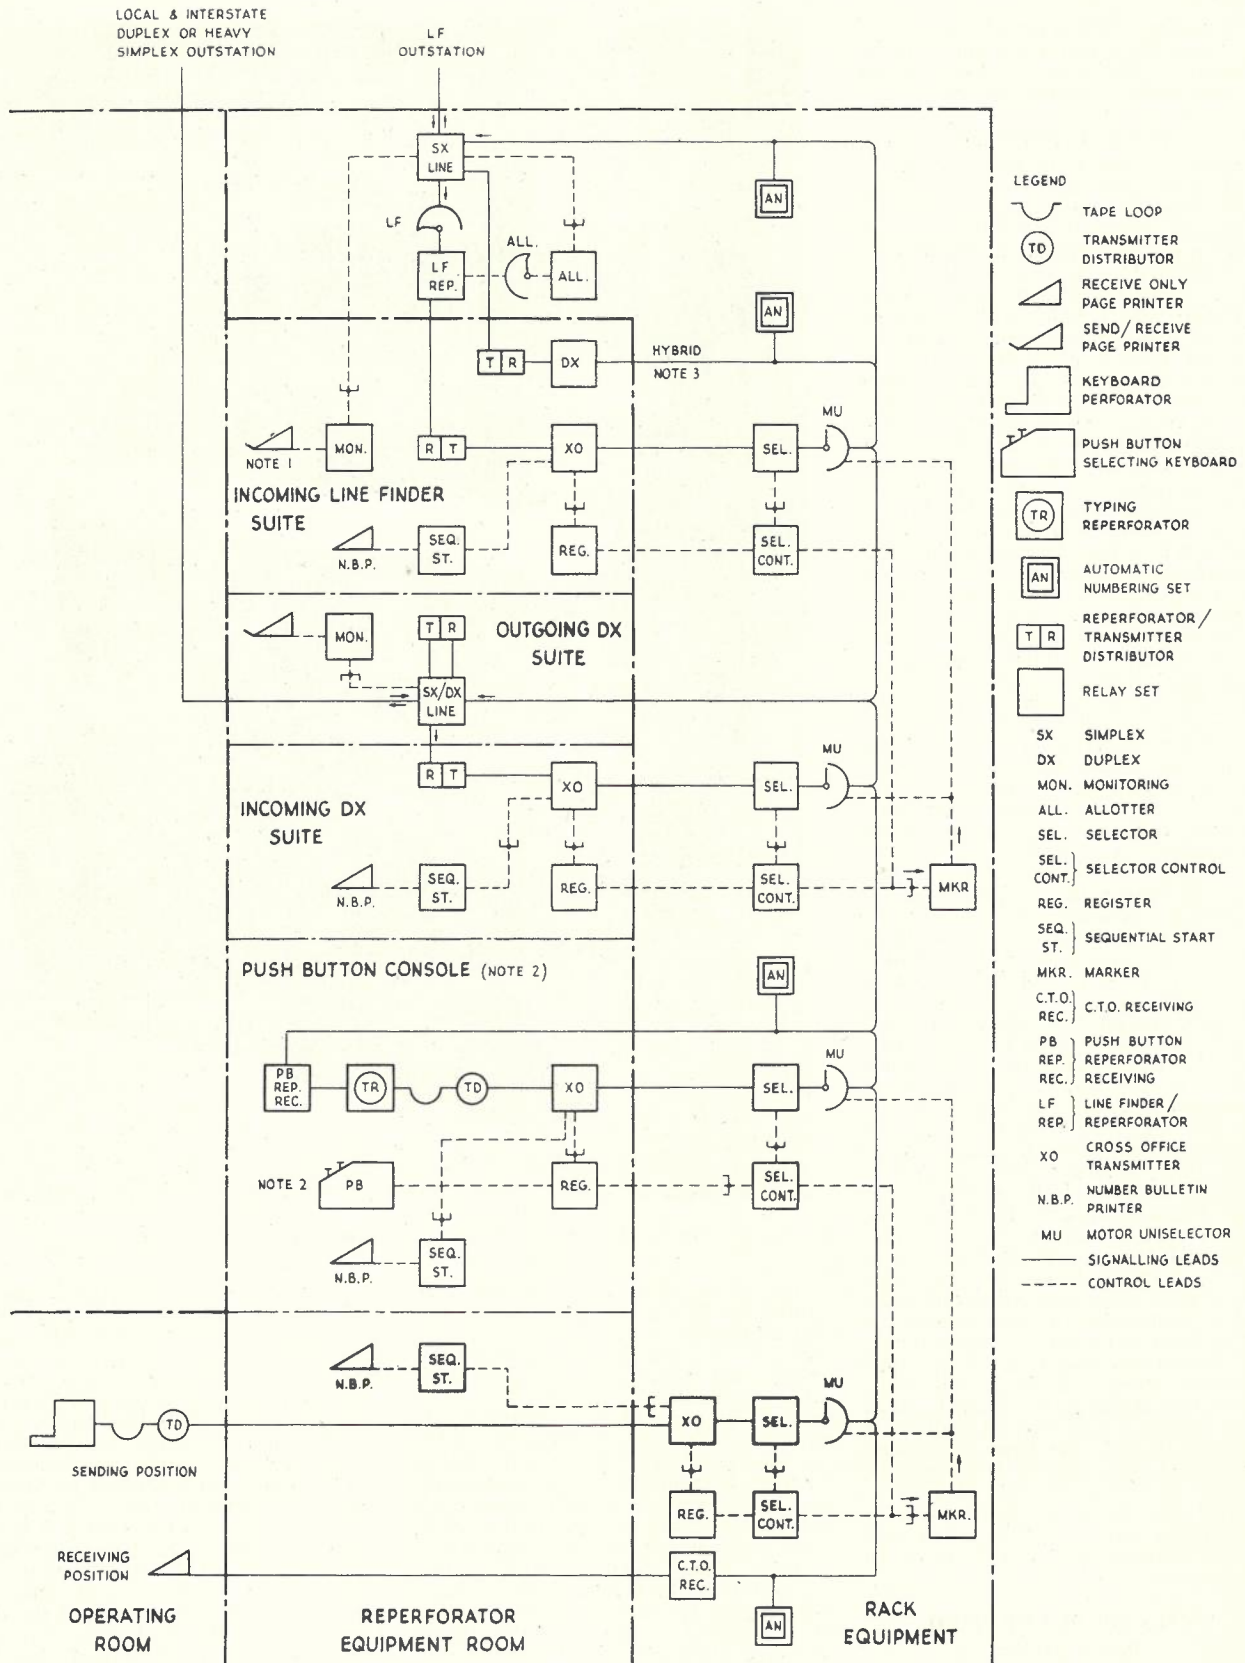 LOCAL & INTERSTATE
DUPLEX OR HEAVY
SIMPLEX OUTSTATION
LF
OUTSTATION
SX
LINE
AN
LF
ALL.
LF
REP.
ALL.
AN
T R
DX
HYBRID
NOTE 3
MU
NOTE 1
MON.
R T
XO
SEL.
INCOMING LINE FINDER
SUITE
N.B.P.
SEQ.
ST.
REG.
SEL.
CONT.
MON.
T R
OUTGOING DX
SUITE
SX/DX
LINE
MU
R T
XO
SEL.
INCOMING DX
SUITE
N.B.P.
SEQ.
ST.
REG.
SEL.
CONT.
MKR
PUSH BUTTON CONSOLE (NOTE 2)
AN
MU
PB
REP.
REC.
TR
TD
XO
SEL.
NOTE 2
PB
REG.
SEL.
CONT.
N.B.P.
SEQ.
ST.
N.B.P.
SEQ.
ST.
MU
TD
XO
SEL.
SENDING POSITION
REG.
SEL.
CONT.
MKR.
RECEIVING
POSITION
C.T.O.
REC.
AN
OPERATING
ROOM
REPERFORATOR
EQUIPMENT ROOM
RACK
EQUIPMENT
LEGEND
TAPE LOOP
TD
TRANSMITTER
DISTRIBUTOR
RECEIVE ONLY
PAGE PRINTER
SEND/RECEIVE
PAGE PRINTER
KEYBOARD
PERFORATOR
PUSH BUTTON
SELECTING KEYBOARD
TR
TYPING
REPERFORATOR
AN
AUTOMATIC
NUMBERING SET
T R
REPERFORATOR/
TRANSMITTER
DISTRIBUTOR
RELAY SET
SX SIMPLEX
DX DUPLEX
MON. MONITORING
ALL. ALLOTTER
SEL. SELECTOR
SEL.
CONT. SELECTOR CONTROL
REG. REGISTER
SEQ.
ST. SEQUENTIAL START
MKR. MARKER
C.T.O.
REC. C.T.O. RECEIVING
PB PUSH BUTTON
REP. REPERFORATOR
REC. RECEIVING
LF LINE FINDER/
REP. REPERFORATOR
XO CROSS OFFICE
TRANSMITTER
N.B.P. NUMBER BULLETIN
PRINTER
MU MOTOR UNISELECTOR
SIGNALLING LEADS
CONTROL LEADS